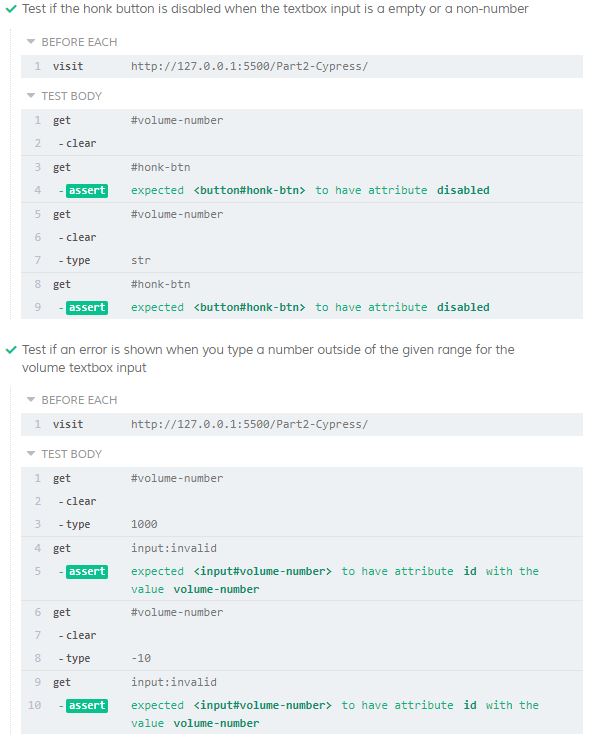 Test if the honk button is disabled when the textbox input is a empty or a non-number
BEFORE EACH
1 visit http://127.0.0.1:5500/Part2-Cypress/
TEST BODY
1 get #volume-number
2 -clear
3 get #honk-btn
4 -assert expected <button#honk-btn> to have attribute disabled
5 get #volume-number
6 -clear
7 -type str
8 get #honk-btn
9 -assert expected <button#honk-btn> to have attribute disabled
Test if an error is shown when you type a number outside of the given range for the
volume textbox input
BEFORE EACH
1 visit http://127.0.0.1:5500/Part2-Cypress/
TEST BODY
1 get #volume-number
2 -clear
3 -type 1000
4 get input:invalid
5 -assert expected <input#volume-number> to have attribute id with the
value volume-number
6 get #volume-number
7 -clear
8 -type -10
9 get input:invalid
10 -assert expected <input#volume-number> to have attribute id with the
value volume-number